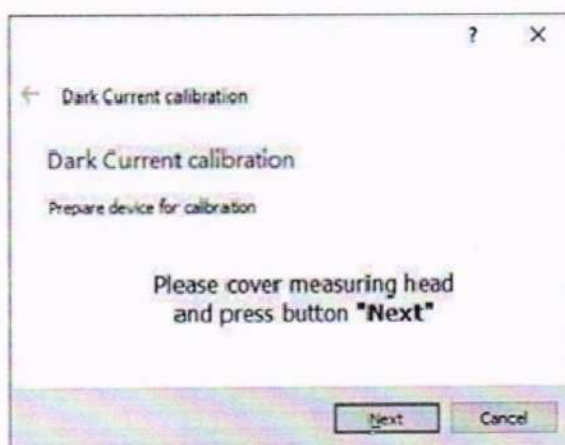 ? ×
← Dark Current calibration
Dark Current calibration
Prepare device for calibration
Please cover measuring head
and press button "Next"
Next Cancel